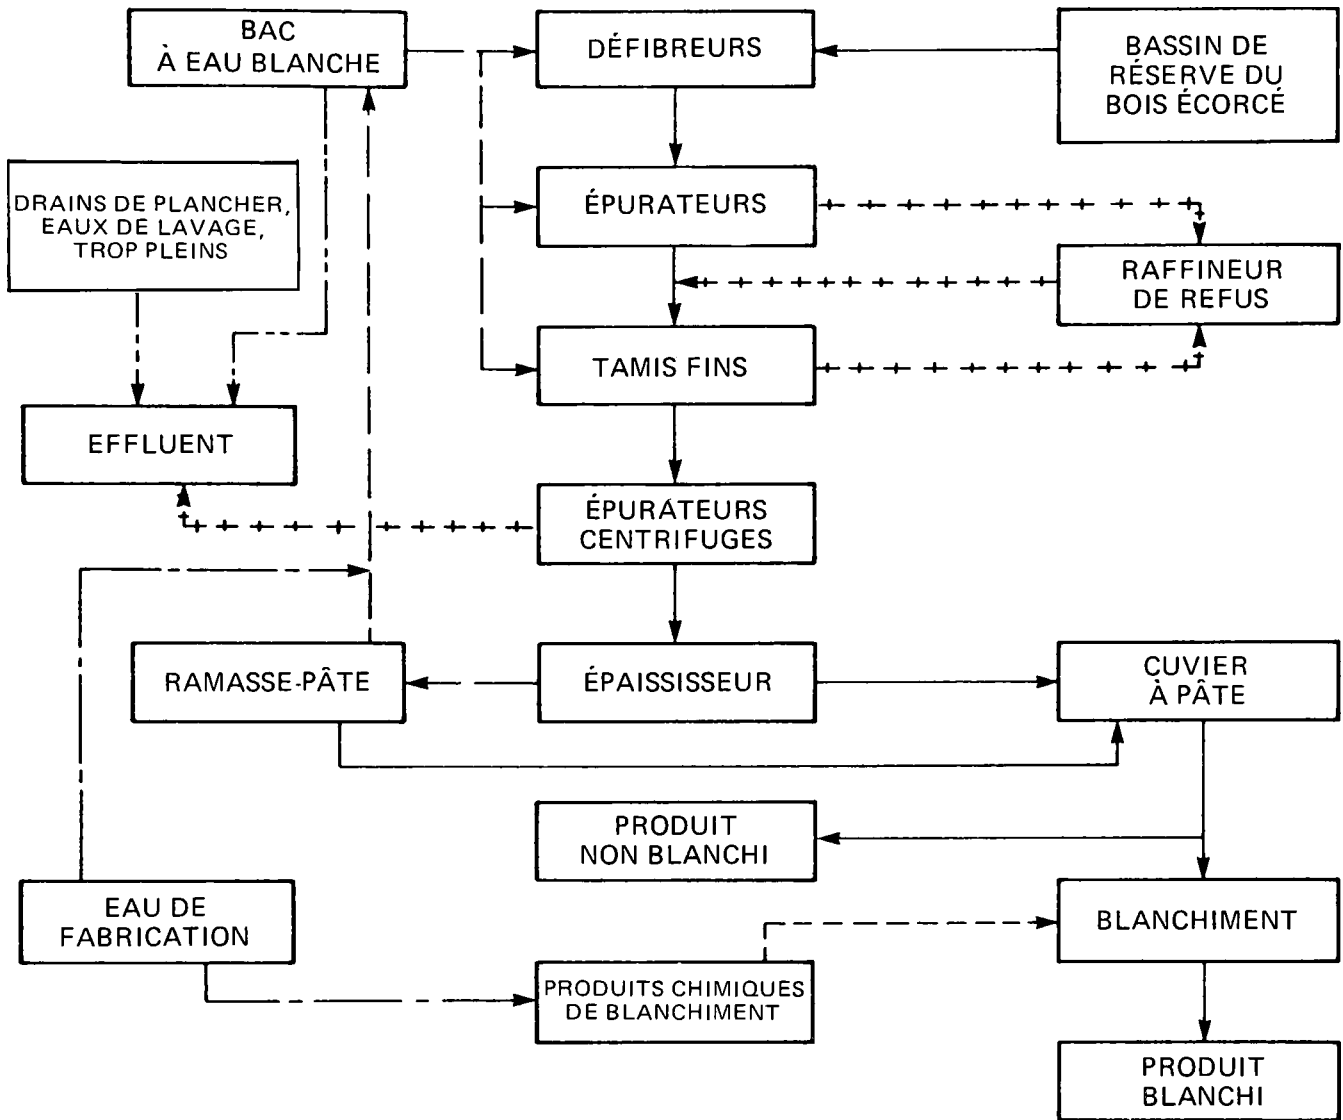 BAC
À EAU BLANCHE
DÉFIBREURS
BASSIN DE
RÉSERVE DU
BOIS ÉCORCÉ
DRAINS DE PLANCHER,
EAUX DE LAVAGE,
TROP PLEINS
ÉPURATEURS
RAFFINEUR
DE REFUS
TAMIS FINS
EFFLUENT
ÉPURATEURS
CENTRIFUGES
RAMASSE-PÂTE
ÉPAISSISSEUR
CUVIER
À PÂTE
PRODUIT
NON BLANCHI
EAU DE
FABRICATION
BLANCHIMENT
PRODUITS CHIMIQUES
DE BLANCHIMENT
PRODUIT
BLANCHI